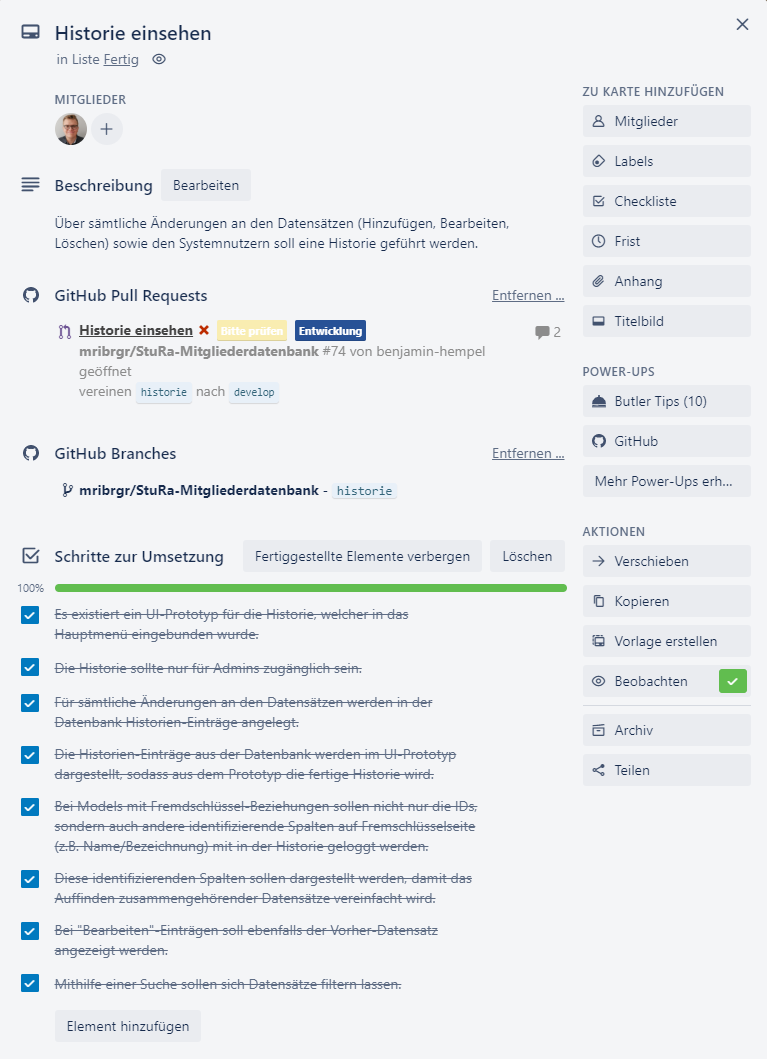 Historie einsehen
in Liste Fertig
MITGLIEDER
Beschreibung
Bearbeiten
Über sämtliche Änderungen an den Datensätzen (Hinzufügen, Bearbeiten,
Löschen) sowie den Systemnutzern soll eine Historie geführt werden.
GitHub Pull Requests
Entfernen ...
Historie einsehen
Bitte prüfen
Entwicklung
2
mribrgr/StuRa-Mitgliederdatenbank #74 von benjamin-hempel
geöffnet
vereinen historie nach develop
GitHub Branches
Entfernen ...
mribrgr/StuRa-Mitgliederdatenbank - historie
Schritte zur Umsetzung
Fertiggestellte Elemente verbergen
Löschen
100%
Es existiert ein UI-Prototyp für die Historie, welcher in das
Hauptmenü eingebunden wurde.
Die Historie sollte nur für Admins zugänglich sein.
Für sämtliche Änderungen an den Datensätzen werden in der
Datenbank Historien-Einträge angelegt.
Die Historien-Einträge aus der Datenbank werden im UI-Prototyp
dargestellt, sodass aus dem Prototyp die fertige Historie wird.
Bei Models mit Fremdschlüssel-Beziehungen sollen nicht nur die IDs,
sondern auch andere identifizierende Spalten auf Fremschlüsselseite
(z.B. Name/Bezeichnung) mit in der Historie geloggt werden.
Diese identifizierenden Spalten sollen dargestellt werden, damit das
Auffinden zusammengehörender Datensätze vereinfacht wird.
Bei "Bearbeiten"-Einträgen soll ebenfalls der Vorher-Datensatz
angezeigt werden.
Mithilfe einer Suche sollen sich Datensätze filtern lassen.
Element hinzufügen
ZU KARTE HINZUFÜGEN
Mitglieder
Labels
Checkliste
Frist
Anhang
Titelbild
POWER-UPS
Butler Tips (10)
GitHub
Mehr Power-Ups erh...
AKTIONEN
Verschieben
Kopieren
Vorlage erstellen
Beobachten
Archiv
Teilen